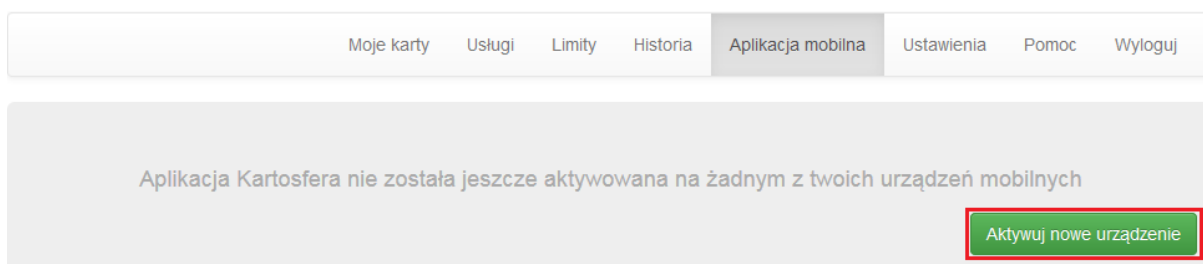 Moje karty Usługi Limity Historia Aplikacja mobilna Ustawienia Pomoc Wyloguj
Aplikacja Kartosfera nie została jeszcze aktywowana na żadnym z twoich urządzeń mobilnych
Aktywuj nowe urządzenie